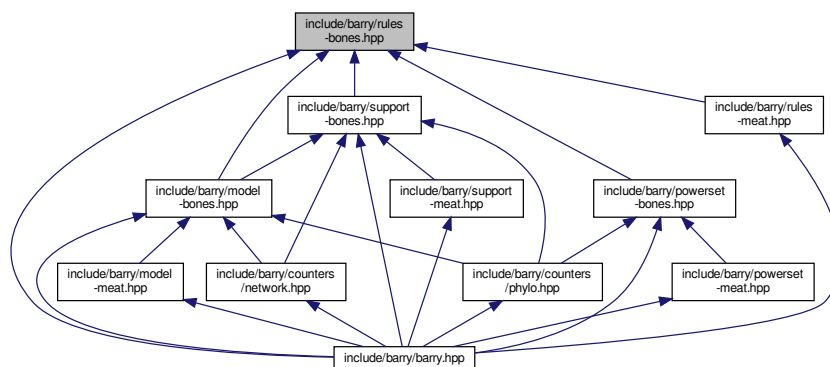 include/barry/rules
-bones.hpp
include/barry/support
-bones.hpp
include/barry/rules
-meat.hpp
include/barry/model
-bones.hpp
include/barry/support
-meat.hpp
include/barry/powerset
-bones.hpp
include/barry/model
-meat.hpp
include/barry/counters
/network.hpp
include/barry/counters
/phylo.hpp
include/barry/powerset
-meat.hpp
include/barry/barry.hpp